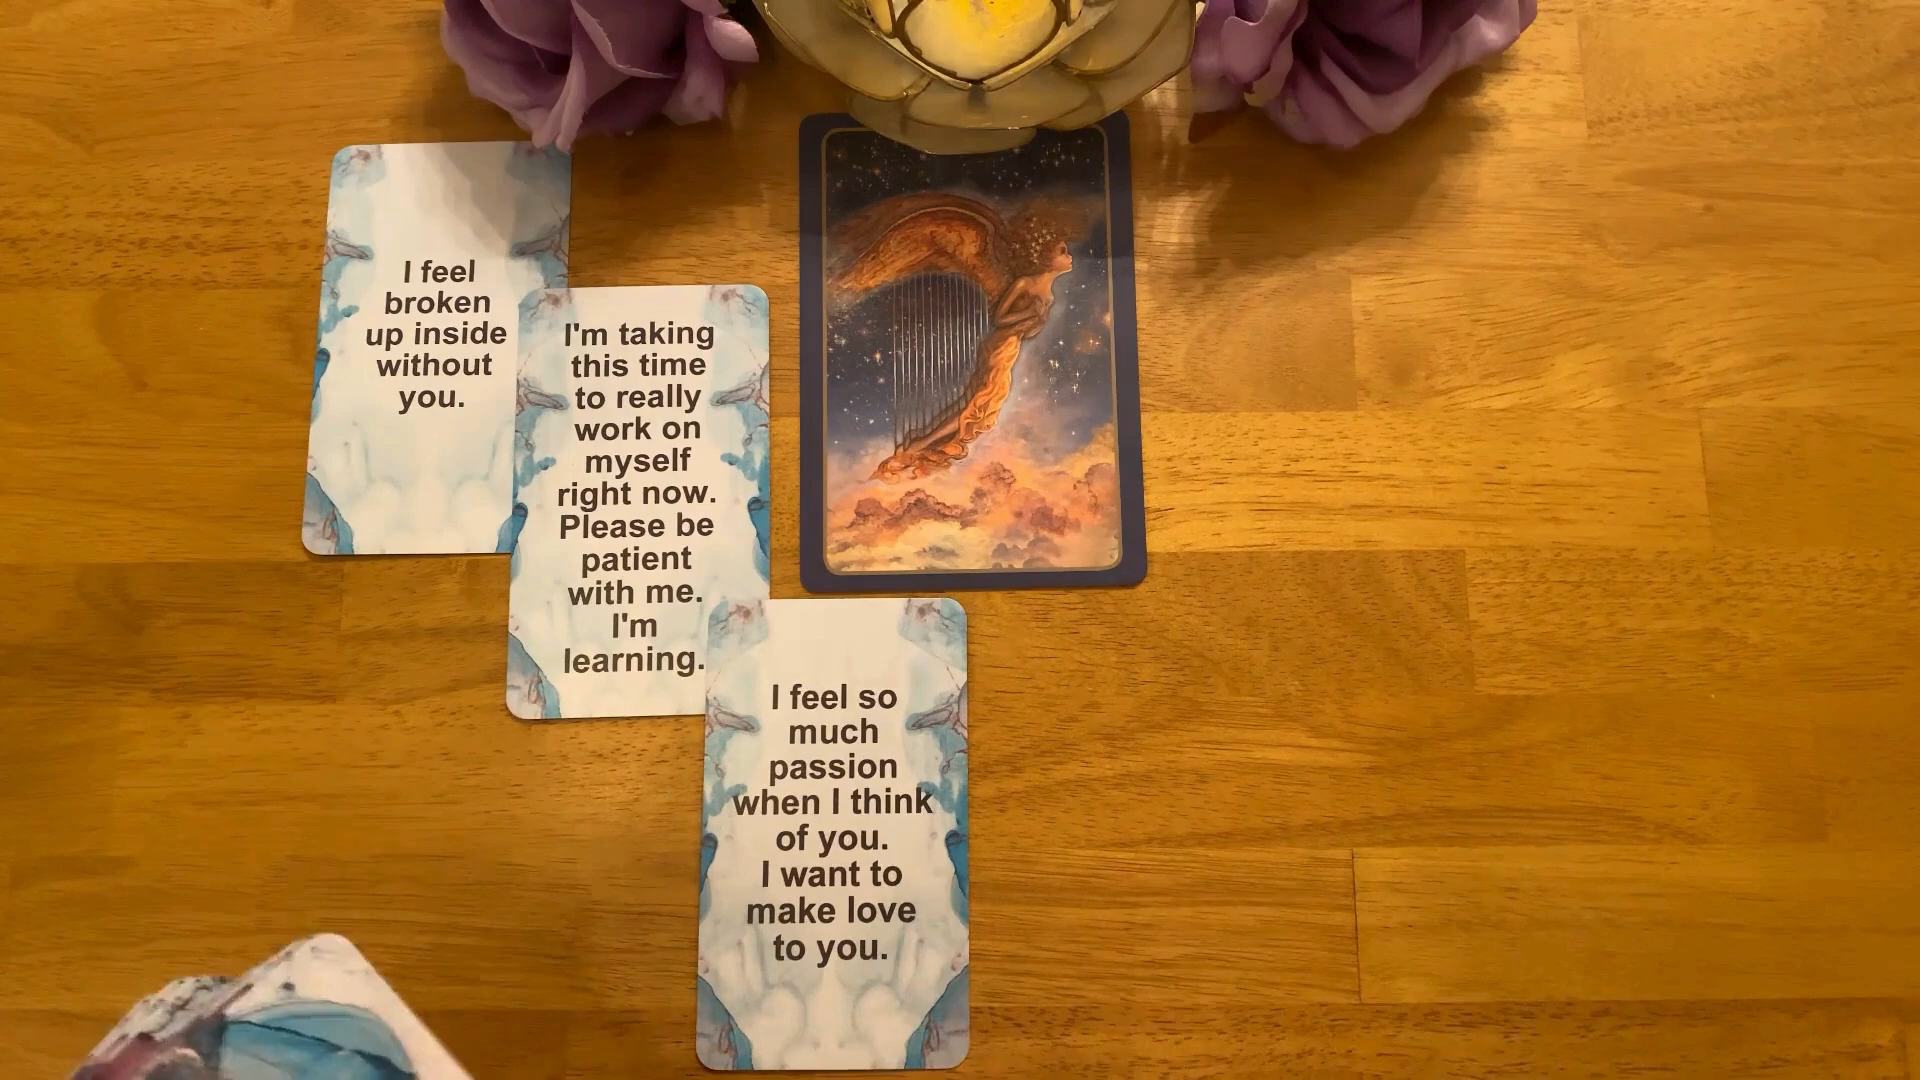 I feel
broken
up inside
without
you.
I'm taking
this time
to really
work on
myself
right now.
Please be
patient
with me.
I'm
learning.
I feel so
much
passion
when I think
of you.
I want to
make love
to you.